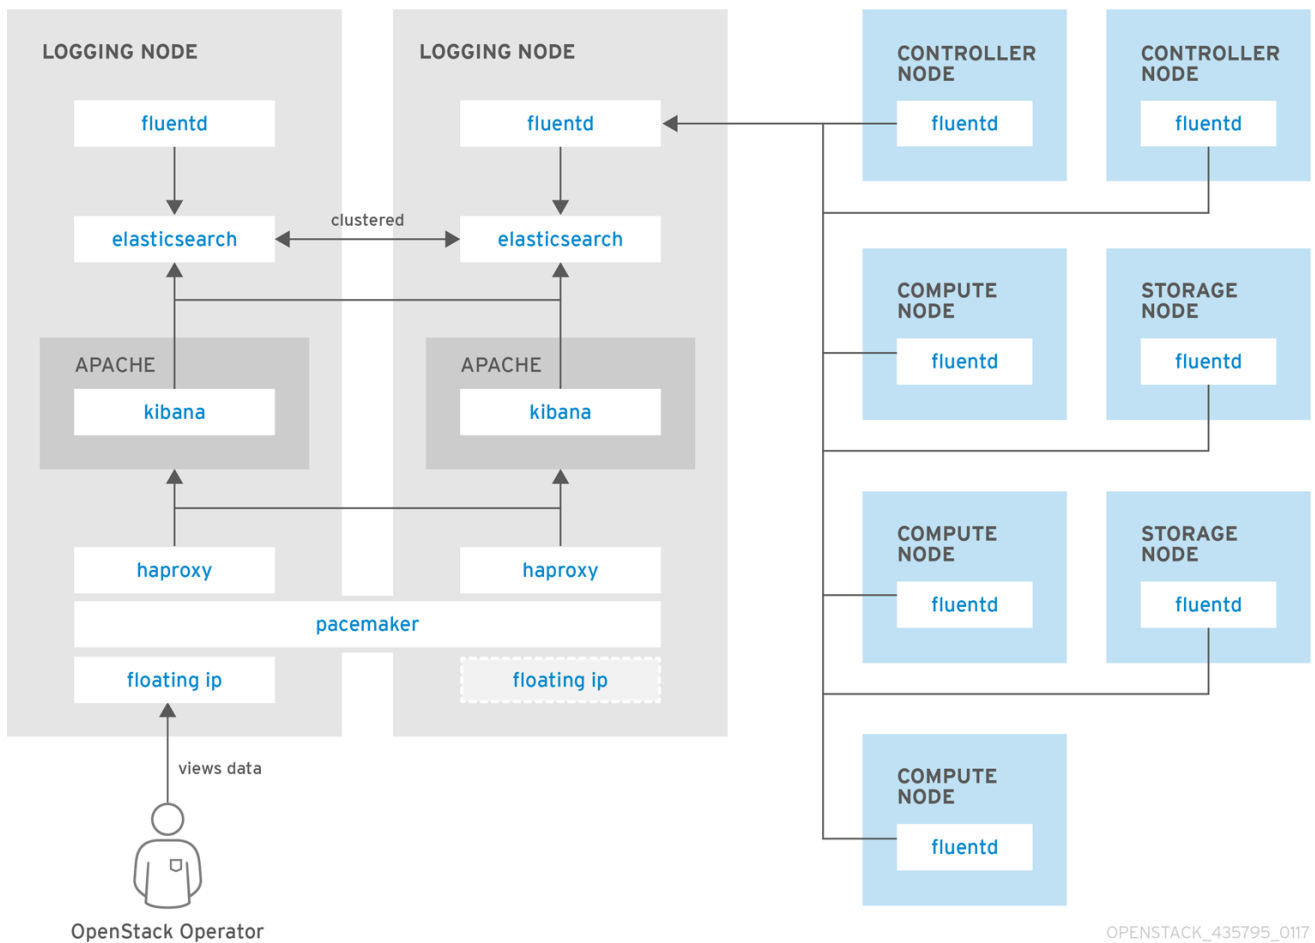 LOGGING NODE
fluentd
elasticsearch
APACHE
kibana
haproxy
LOGGING NODE
fluentd
clustered
elasticsearch
APACHE
kibana
haproxy
pacemaker
floating ip
floating ip
views data
OpenStack Operator
CONTROLLER
NODE
fluentd
CONTROLLER
NODE
fluentd
COMPUTE
NODE
fluentd
STORAGE
NODE
fluentd
COMPUTE
NODE
fluentd
STORAGE
NODE
fluentd
COMPUTE
NODE
fluentd
OPENSTACK_435795_0117